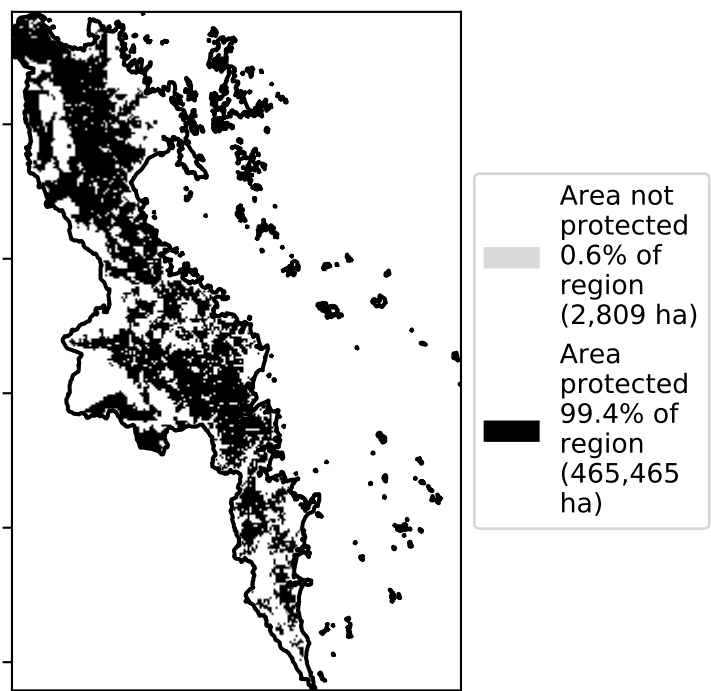 Area not
protected
0.6% of
region
(2,809 ha)
Area
protected
99.4% of
region
(465,465
ha)